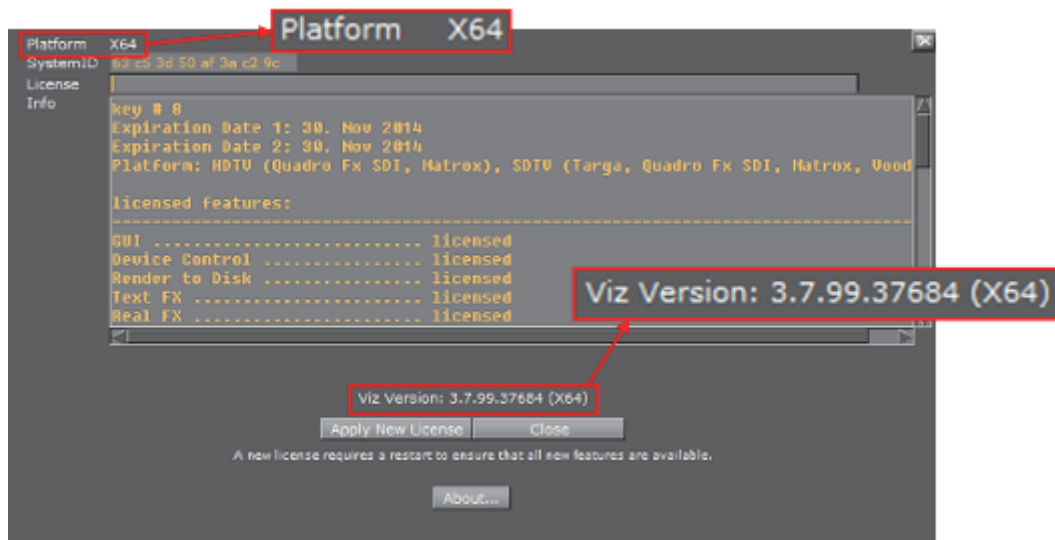 Platform X64
Platform X64
SystemID 63 c5 3d 50 af 3a c2 9c
License
Info
key # 8
Expiration Date 1: 30. Nov 2014
Expiration Date 2: 30. Nov 2014
Platform: HDTV (Quadro Fx SDI, Matrox), SDTV (Targa, Quadro Fx SDI, Matrox, Vood
licensed features:
--------------------------------------------------------------------------------
GUI ........................... licensed
Device Control ................ licensed
Render to Disk ................ licensed
Text FX ....................... licensed
Real FX ....................... licensed
Viz Version: 3.7.99.37684 (X64)
Viz Version: 3.7.99.37684 (X64)
Apply New License Close
A new license requires a restart to ensure that all new features are available.
About...